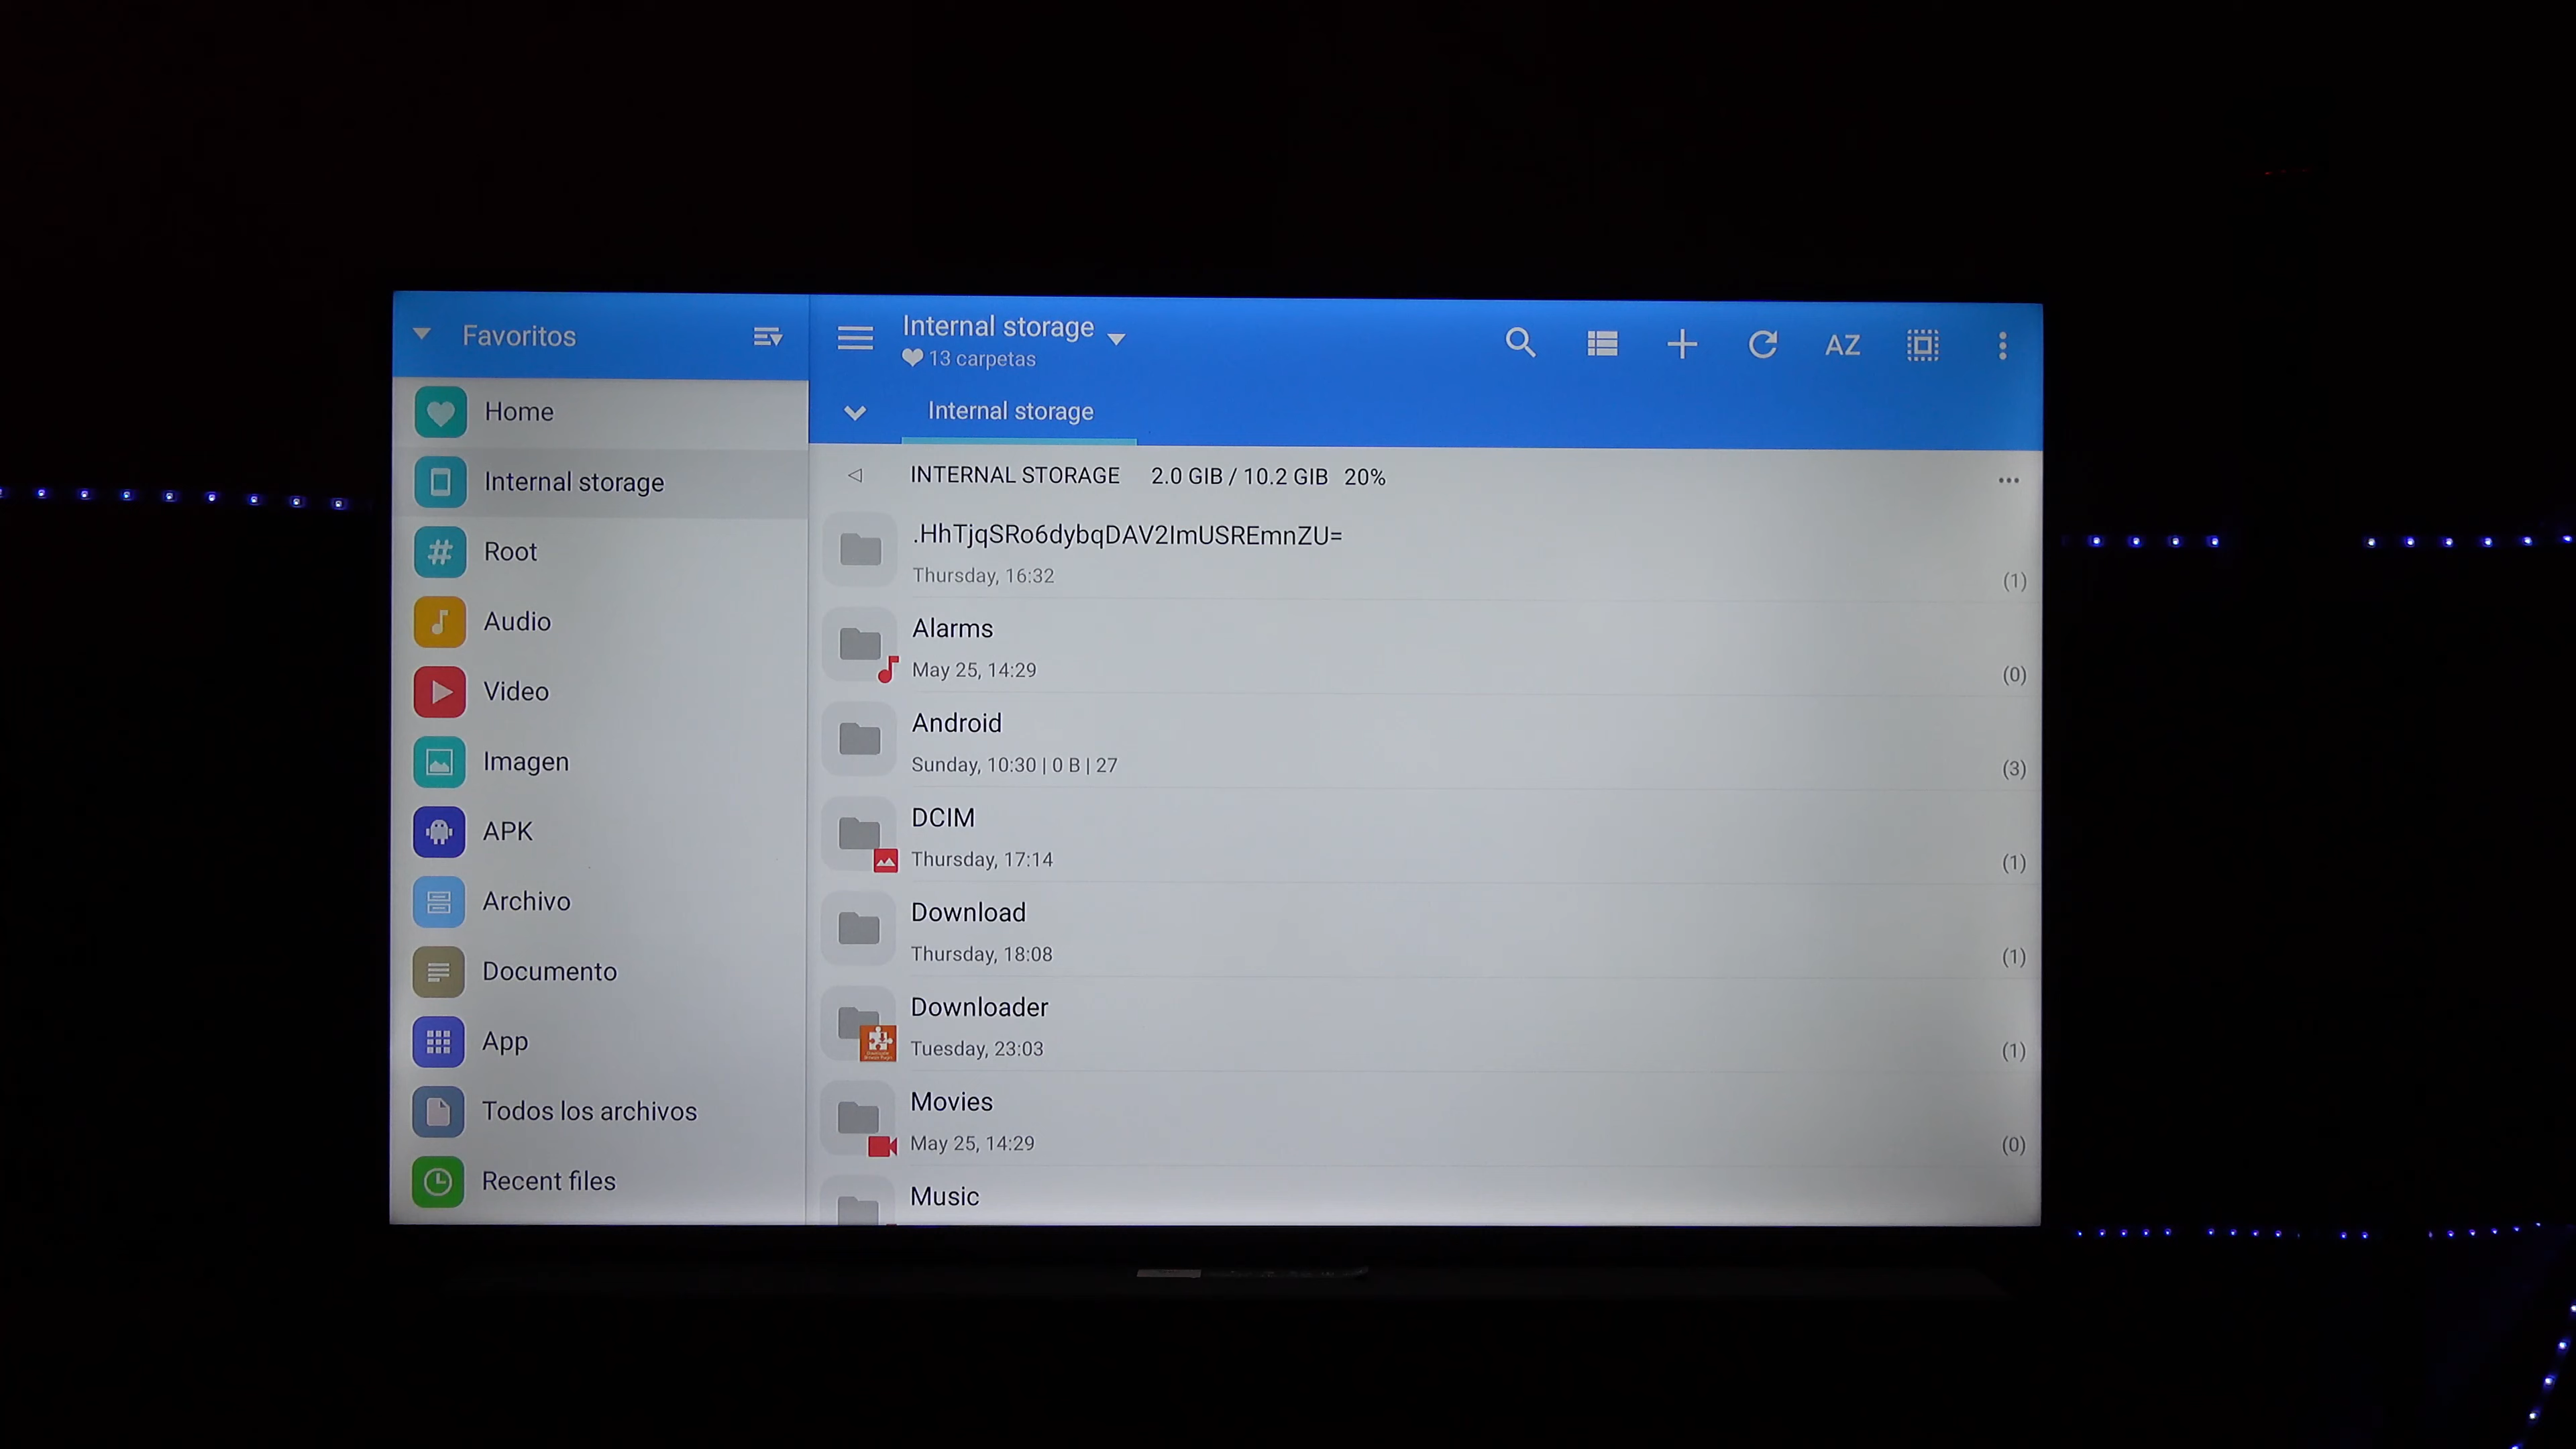 Favoritos
Home
Internal storage
Root
Audio
Video
Imagen
APK
Archivo
Documento
App
Todos los archivos
Recent files
Internal storage
13 carpetas
AZ
Internal storage
INTERNAL STORAGE 2.0 GIB / 10.2 GIB 20%
.HhTjqSRo6dybqDAV2ImUSREmnZU=
Thursday, 16:32
(1)
Alarms
May 25, 14:29
(0)
Android
Sunday, 10:30 | 0 B | 27
(3)
DCIM
Thursday, 17:14
(1)
Download
Thursday, 18:08
(1)
Downloader
Tuesday, 23:03
(1)
Movies
May 25, 14:29
(0)
Music